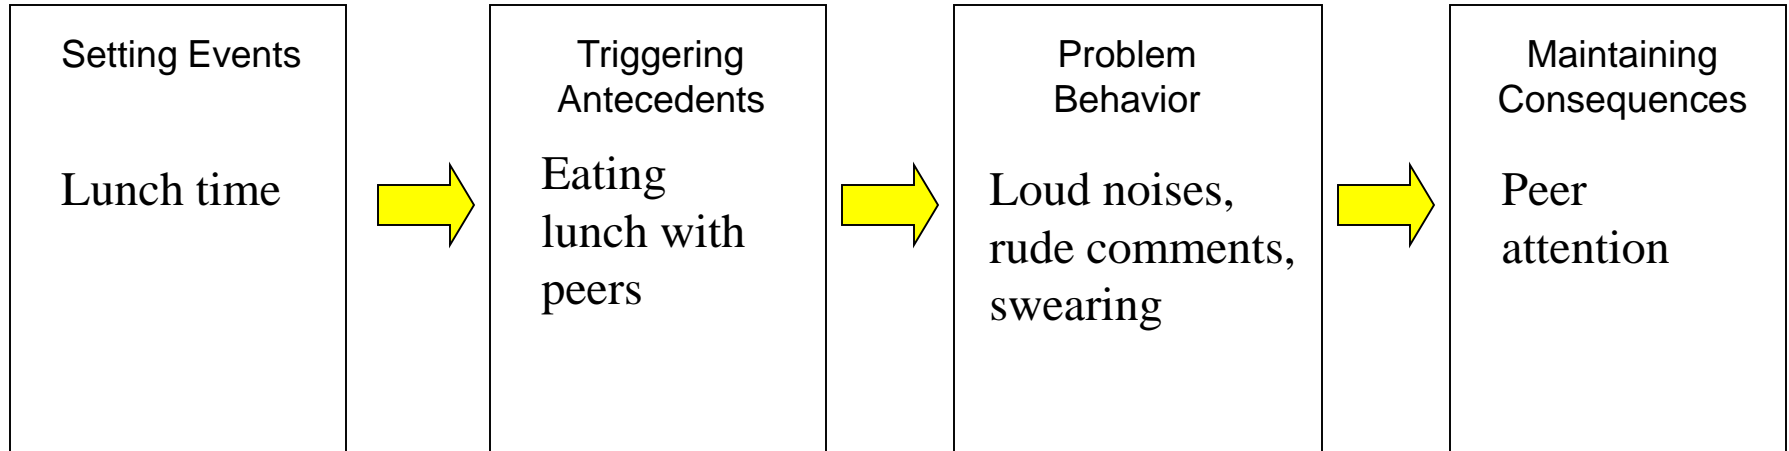 Setting Events
Lunch time
Triggering
Antecedents
Eating
lunch with
peers
Problem
Behavior
Loud noises,
rude comments,
swearing
Maintaining
Consequences
Peer
attention